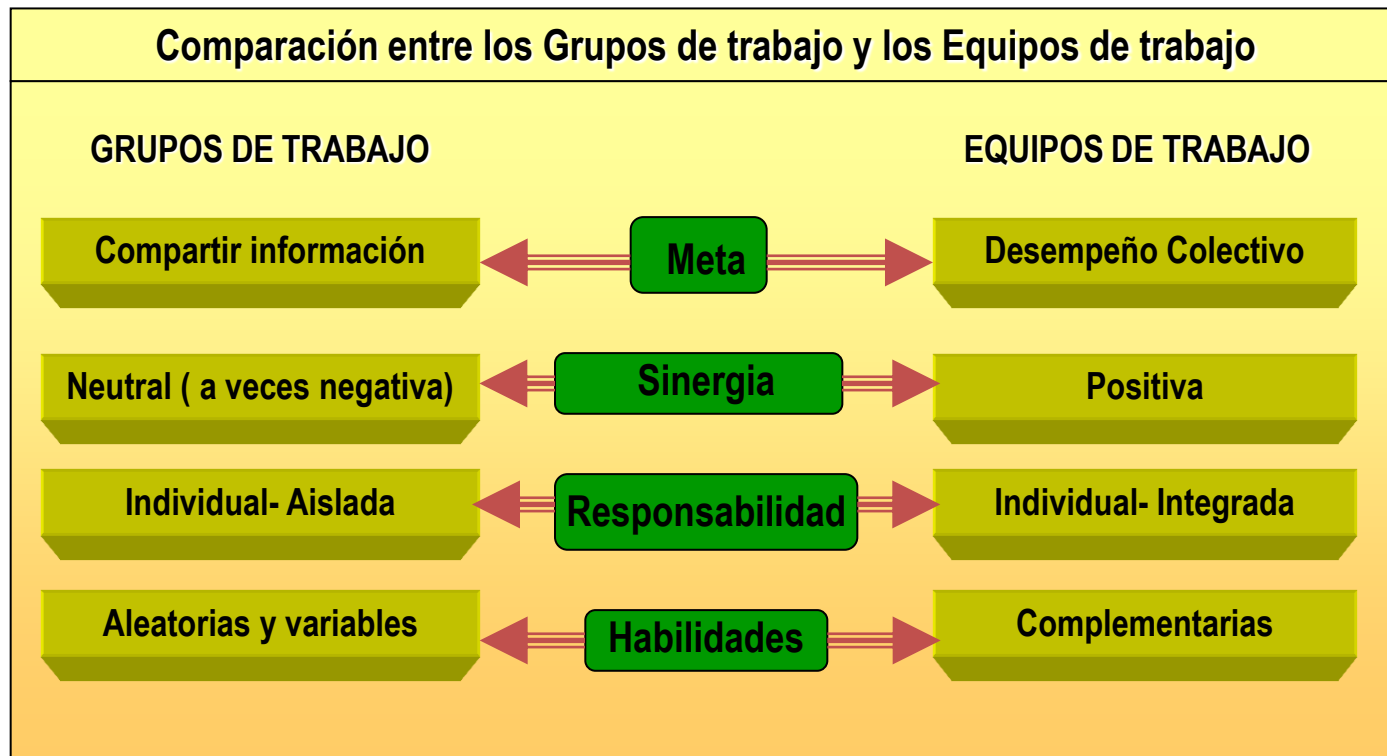 Comparación entre los Grupos de trabajo y los Equipos de trabajo
GRUPOS DE TRABAJO
EQUIPOS DE TRABAJO
Compartir información
Meta
Desempeño Colectivo
Neutral ( a veces negativa)
Sinergia
Positiva
Individual- Aislada
Responsabilidad
Individual- Integrada
Aleatorias y variables
Habilidades
Complementarias